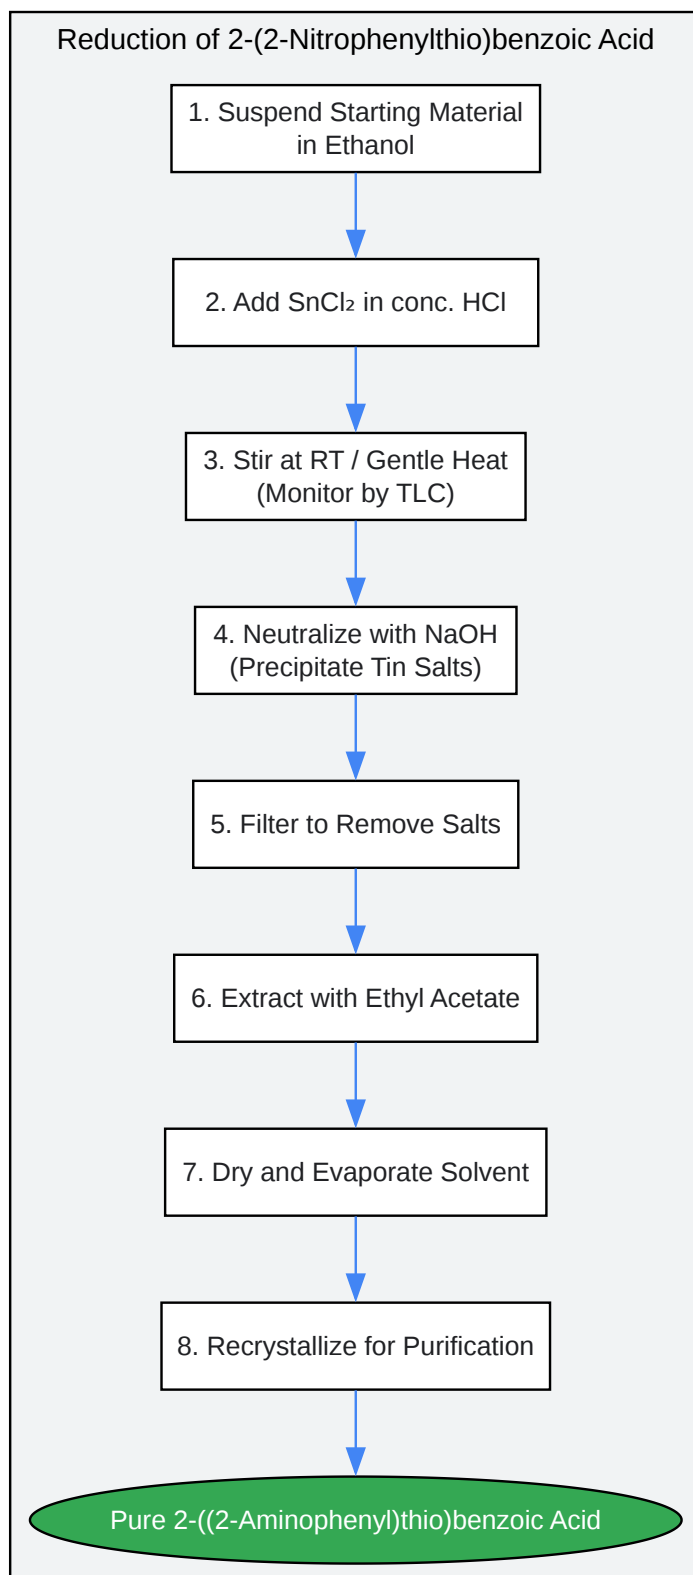 Reduction of 2-(2-Nitrophenylthio)benzoic Acid
1. Suspend Starting Material
in Ethanol
2. Add SnCl₂ in conc. HCl
3. Stir at RT / Gentle Heat
(Monitor by TLC)
4. Neutralize with NaOH
(Precipitate Tin Salts)
5. Filter to Remove Salts
6. Extract with Ethyl Acetate
7. Dry and Evaporate Solvent
8. Recrystallize for Purification
Pure 2-((2-Aminophenyl)thio)benzoic Acid